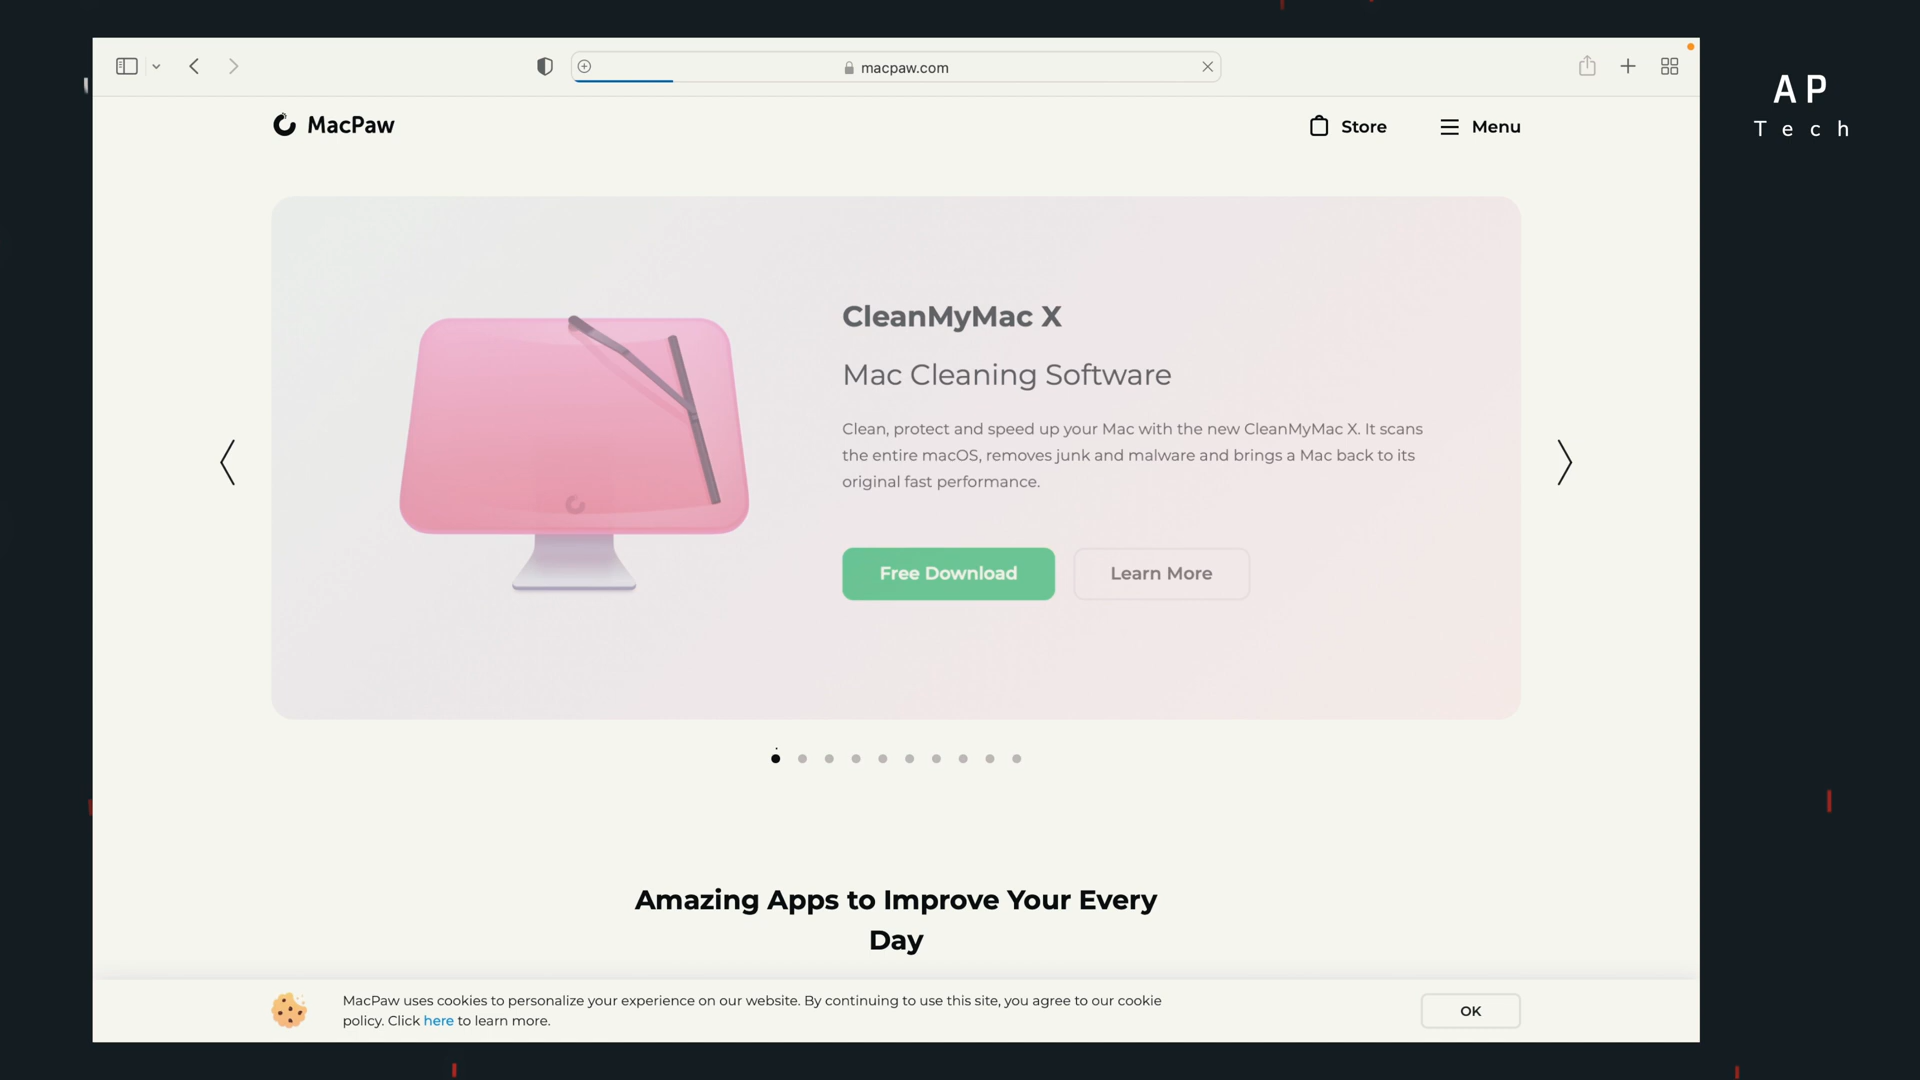 macpaw.com
AP
Tech
MacPaw
Store
Menu
CleanMyMac X
Mac Cleaning Software
Clean, protect and speed up your Mac with the new CleanMyMac X. It scans
the entire macOS, removes junk and malware and brings a Mac back to its
original fast performance.
Free Download
Learn More
Amazing Apps to Improve Your Every
Day
MacPaw uses cookies to personalize your experience on our website. By continuing to use this site, you agree to our cookie
policy. Click here to learn more.
OK